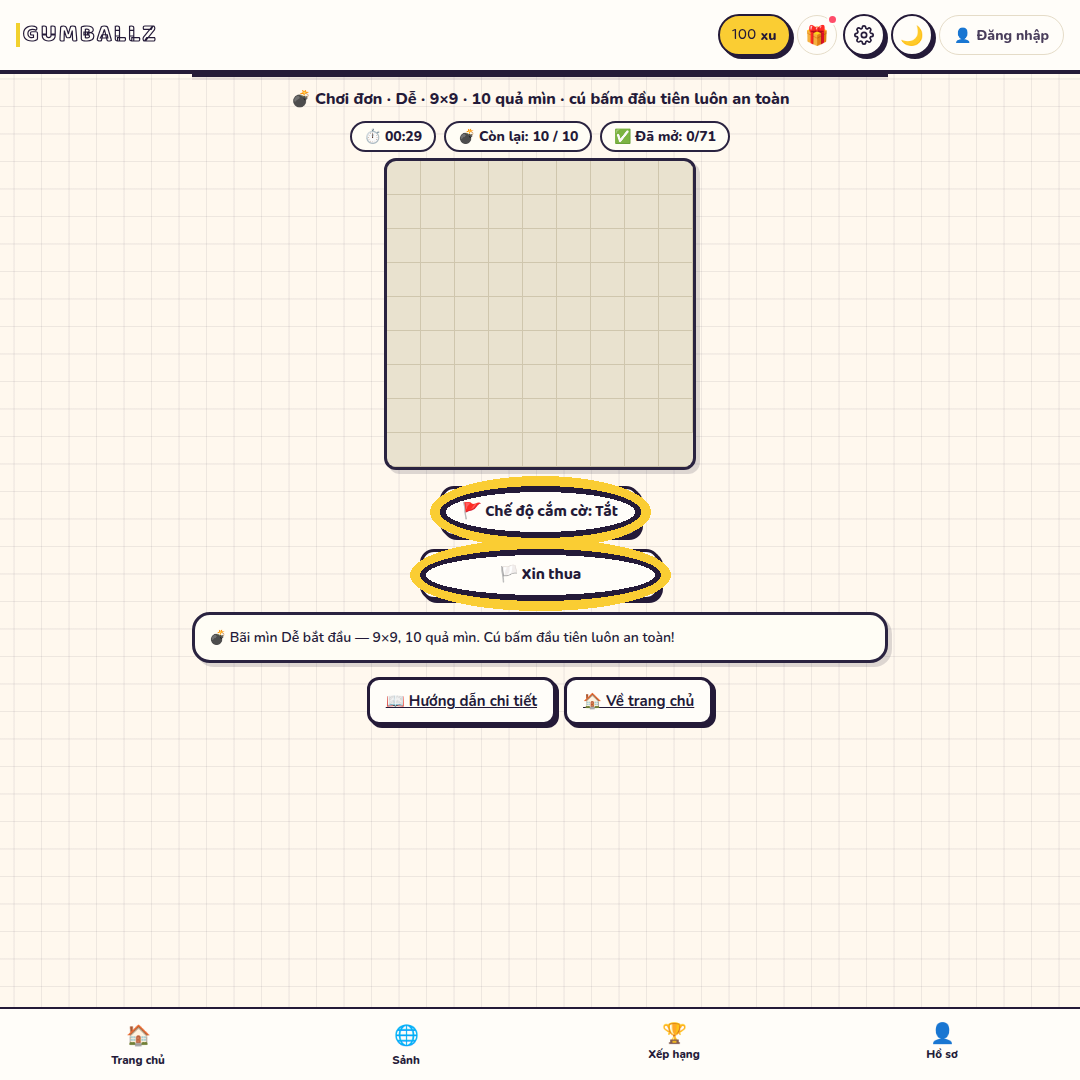 GUMBALLZ
100 xu
Đăng nhập
Chơi đơn · Dễ · 9×9 · 10 quả mìn · cú bấm đầu tiên luôn an toàn
00:29
Còn lại: 10 / 10
Đã mở: 0/71
Chế độ cắm cờ: Tắt
Xin thua
Bãi mìn Dễ bắt đầu — 9×9, 10 quả mìn. Cú bấm đầu tiên luôn an toàn!
Hướng dẫn chi tiết
Về trang chủ
Trang chủ
Sảnh
Xếp hạng
Hồ sơ